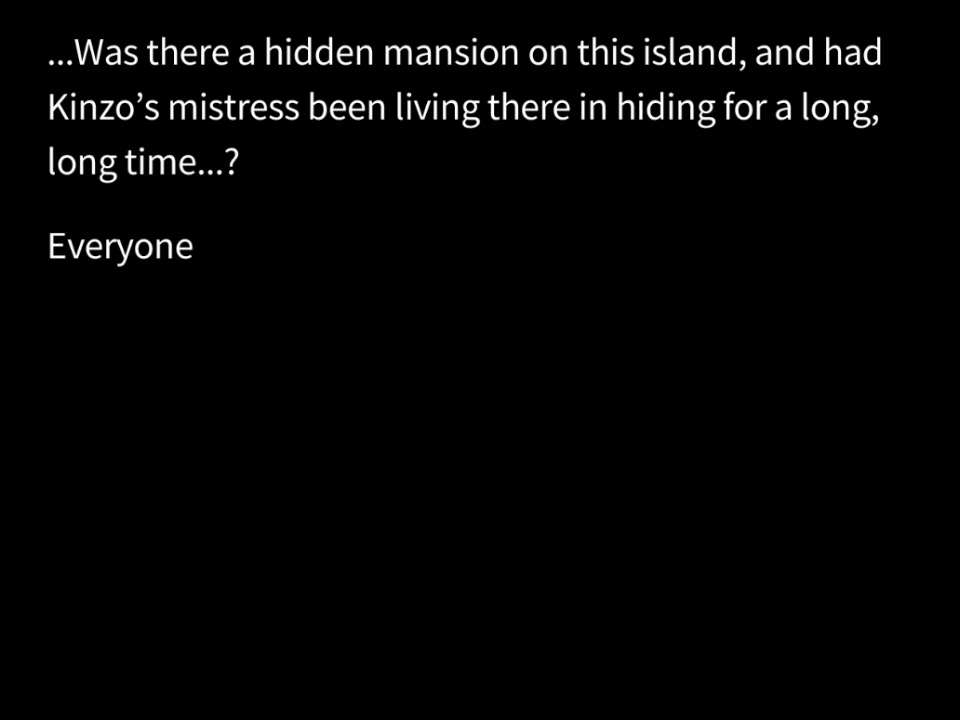 ...Was there a hidden mansion on this island, and had
Kinzo’s mistress been living there in hiding for a long,
long time...?
Everyone